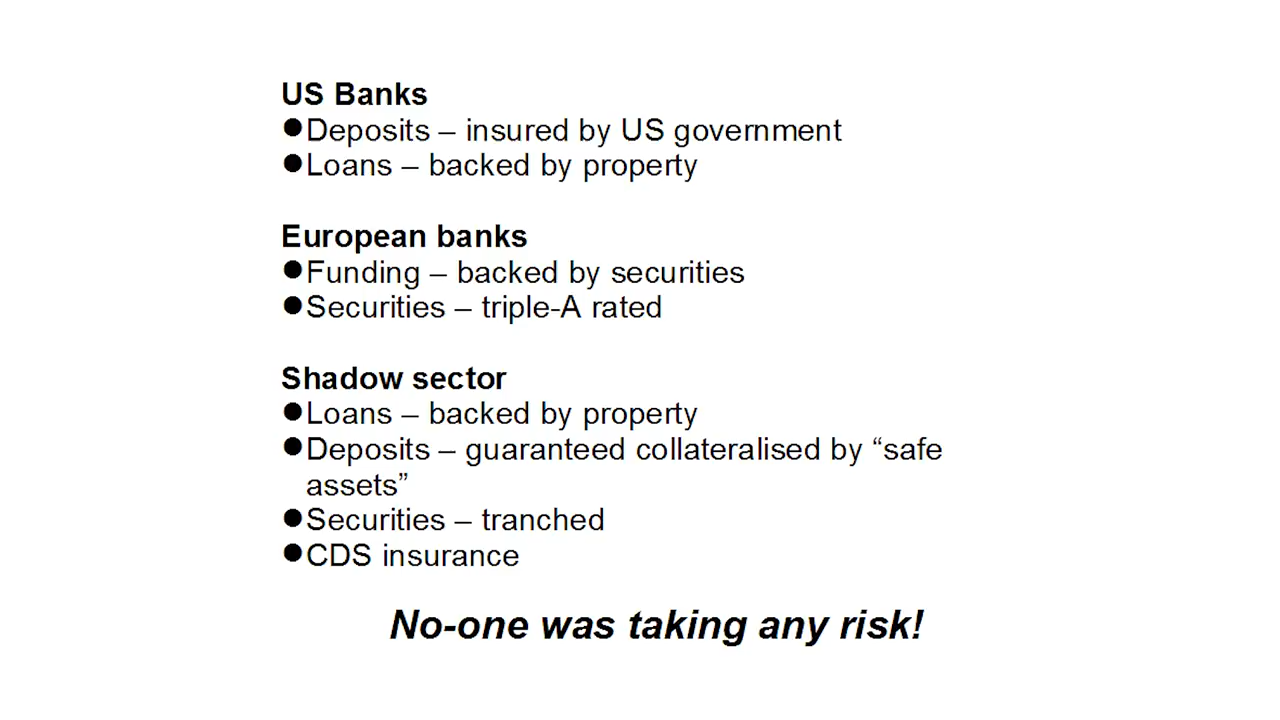 US Banks
●Deposits – insured by US government
●Loans – backed by property
European banks
●Funding – backed by securities
●Securities – triple-A rated
Shadow sector
●Loans – backed by property
●Deposits – guaranteed collateralised by “safe
assets”
●Securities – tranched
●CDS insurance
No-one was taking any risk!